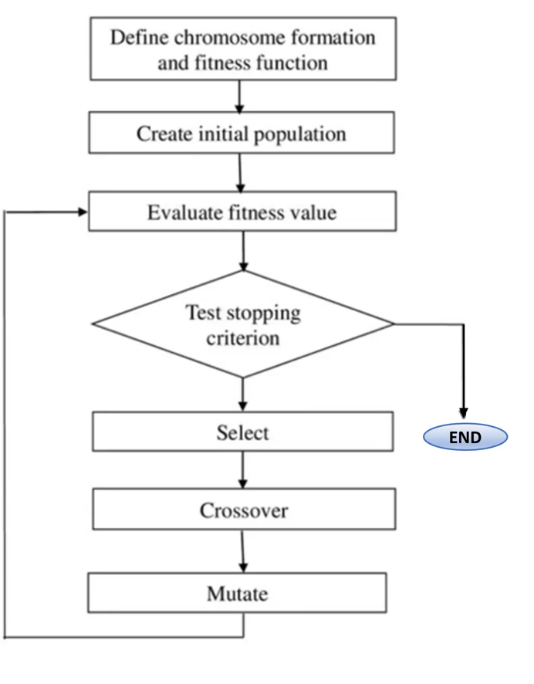 Define chromosome formation
and fitness function
Create initial population
Evaluate fitness value
Test stopping
criterion
Select
END
Crossover
Mutate